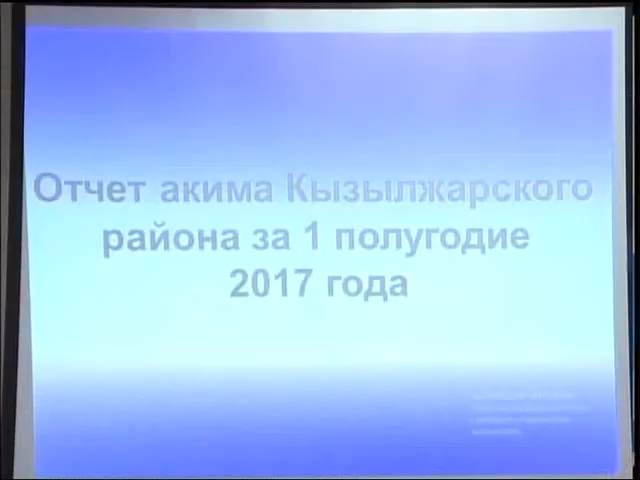 Отчет акима Кызылжарского
района за 1 полугодие
2017 года